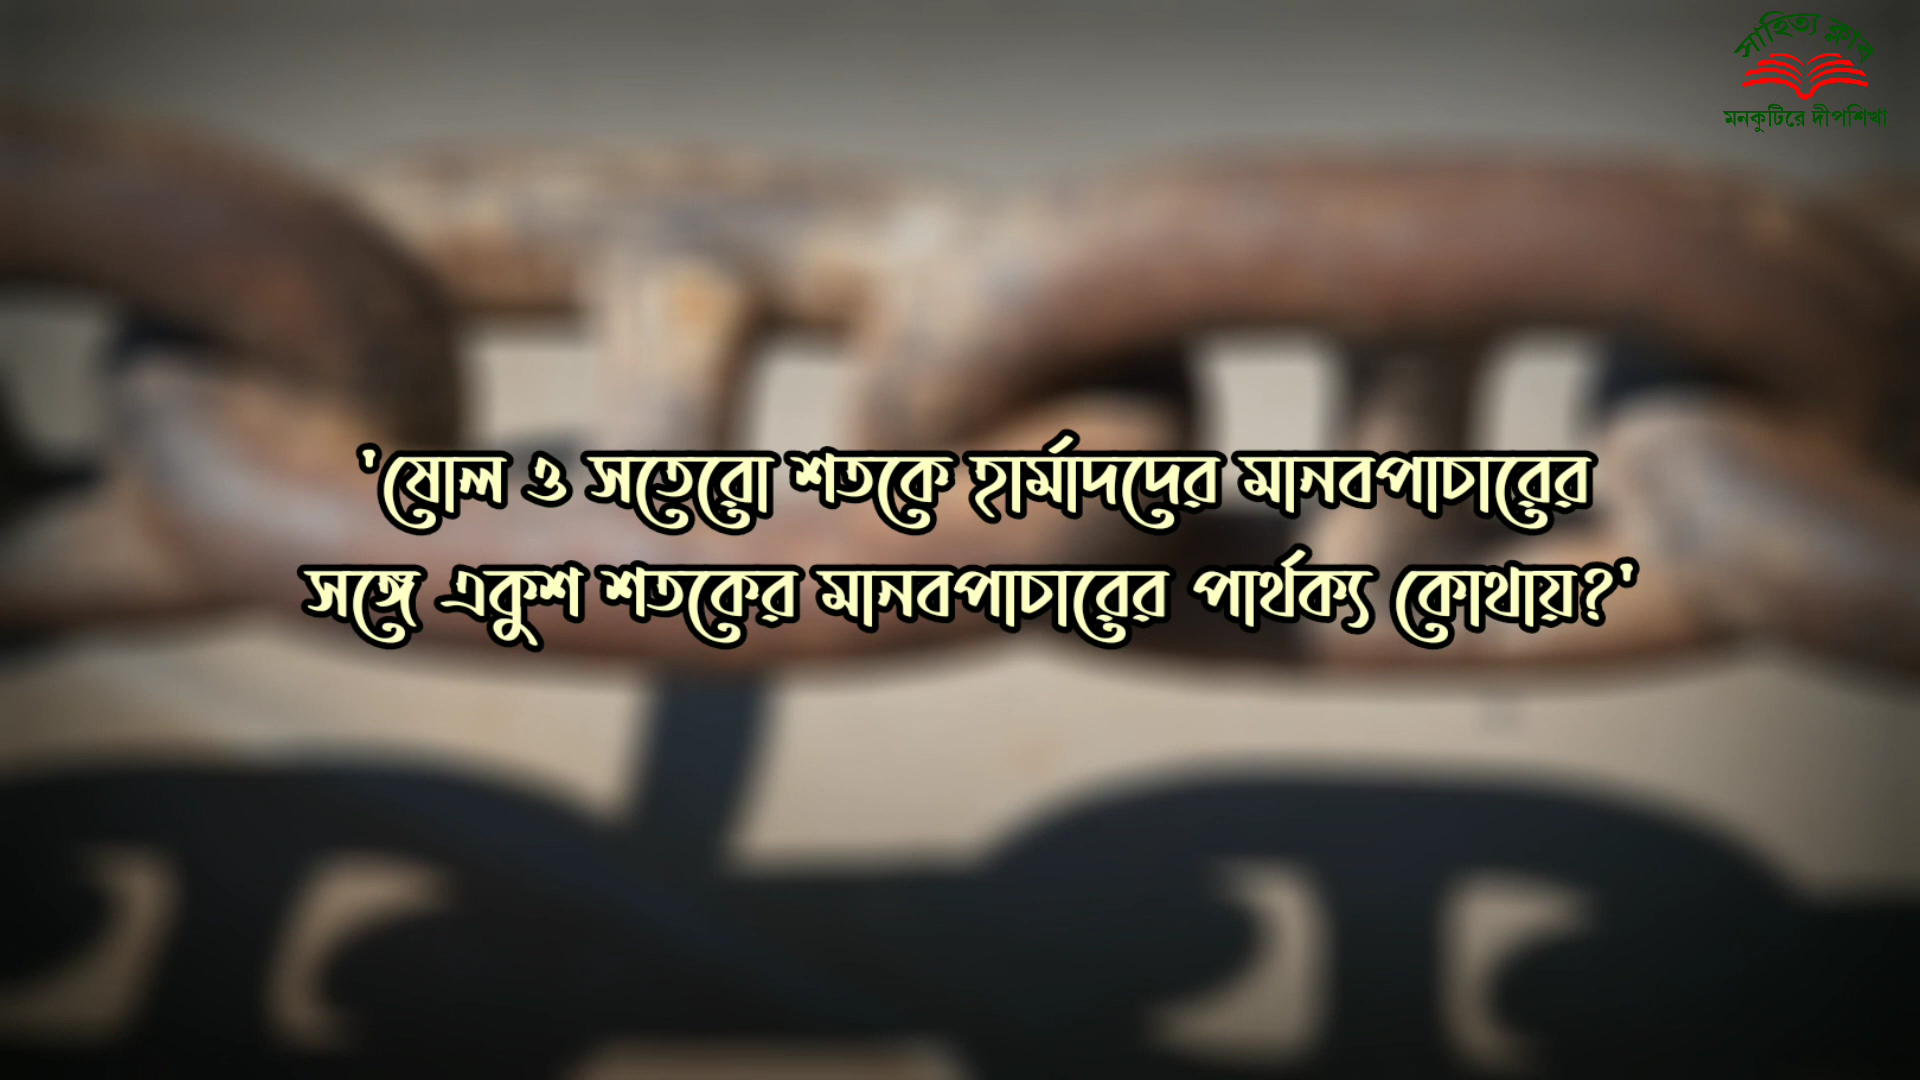 সাহিত্য ক্লাব
মনকুটিরে দীপশিখা
'ষোল ও সতেরো শতকে হার্মাদদের মানবপাচারের
সঙ্গে একুশ শতকের মানবপাচারের পার্থক্য কোথায়?'